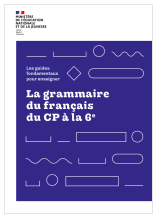 MINISTÈRE
DE L'ÉDUCATION
NATIONALE
ET DE LA JEUNESSE
Les guides
fondamentaux
pour enseigner
La grammaire
du français
du CP à la 6e